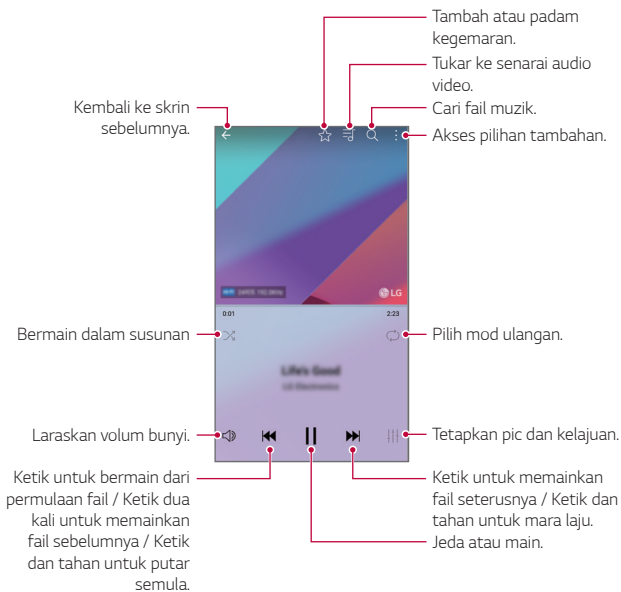 Tambah atau padam
kegemaran.
Tukar ke senarai audio
video.
Kembali ke skrin
sebelumnya.
Cari fail muzik.
Akses pilihan tambahan.
LG
0:01
2:23
Bermain dalam susunan
Pilih mod ulangan.
Life's Good
LG Electronics
Laraskan volum bunyi.
Tetapkan pic dan kelajuan.
Ketik untuk bermain dari
permulaan fail / Ketik dua
kali untuk memainkan
fail sebelumnya / Ketik
dan tahan untuk putar
semula.
Ketik untuk memainkan
fail seterusnya / Ketik dan
tahan untuk mara laju.
Jeda atau main.